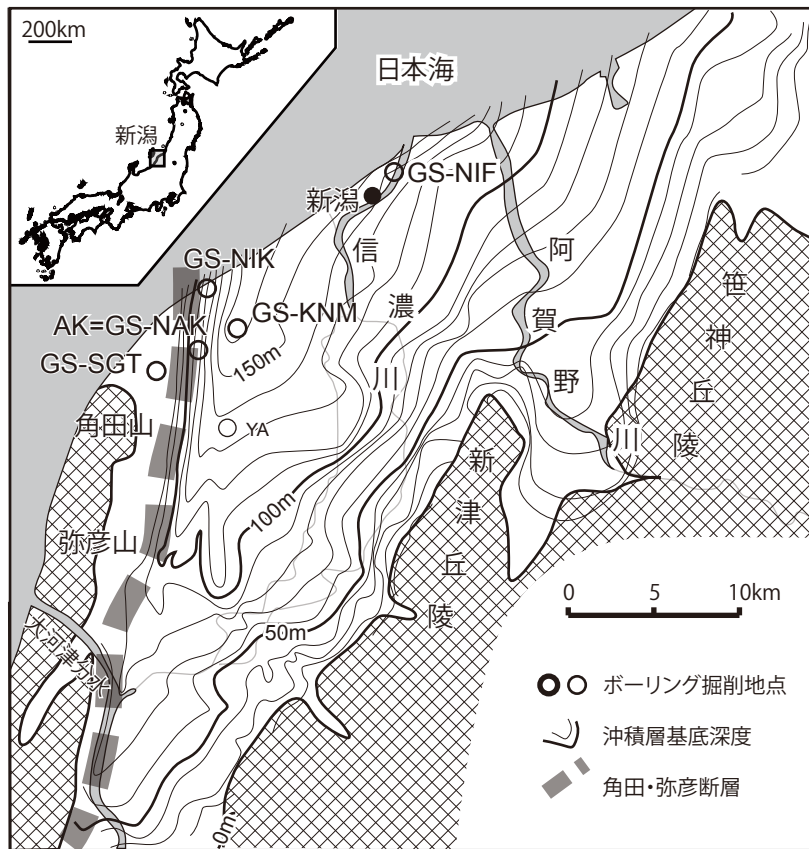 200km
新潟
日本海
GS-NIF
新潟
信濃川
阿賀野川
笹神丘陵
GS-NIK
GS-KNM
AK=GS-NAK
GS-SGT
150m
角田山
YA
新津丘陵
100m
弥彦山
50m
大河津分水
0m
0 5 10km
ボーリング掘削地点
沖積層基底深度
角田・弥彦断層